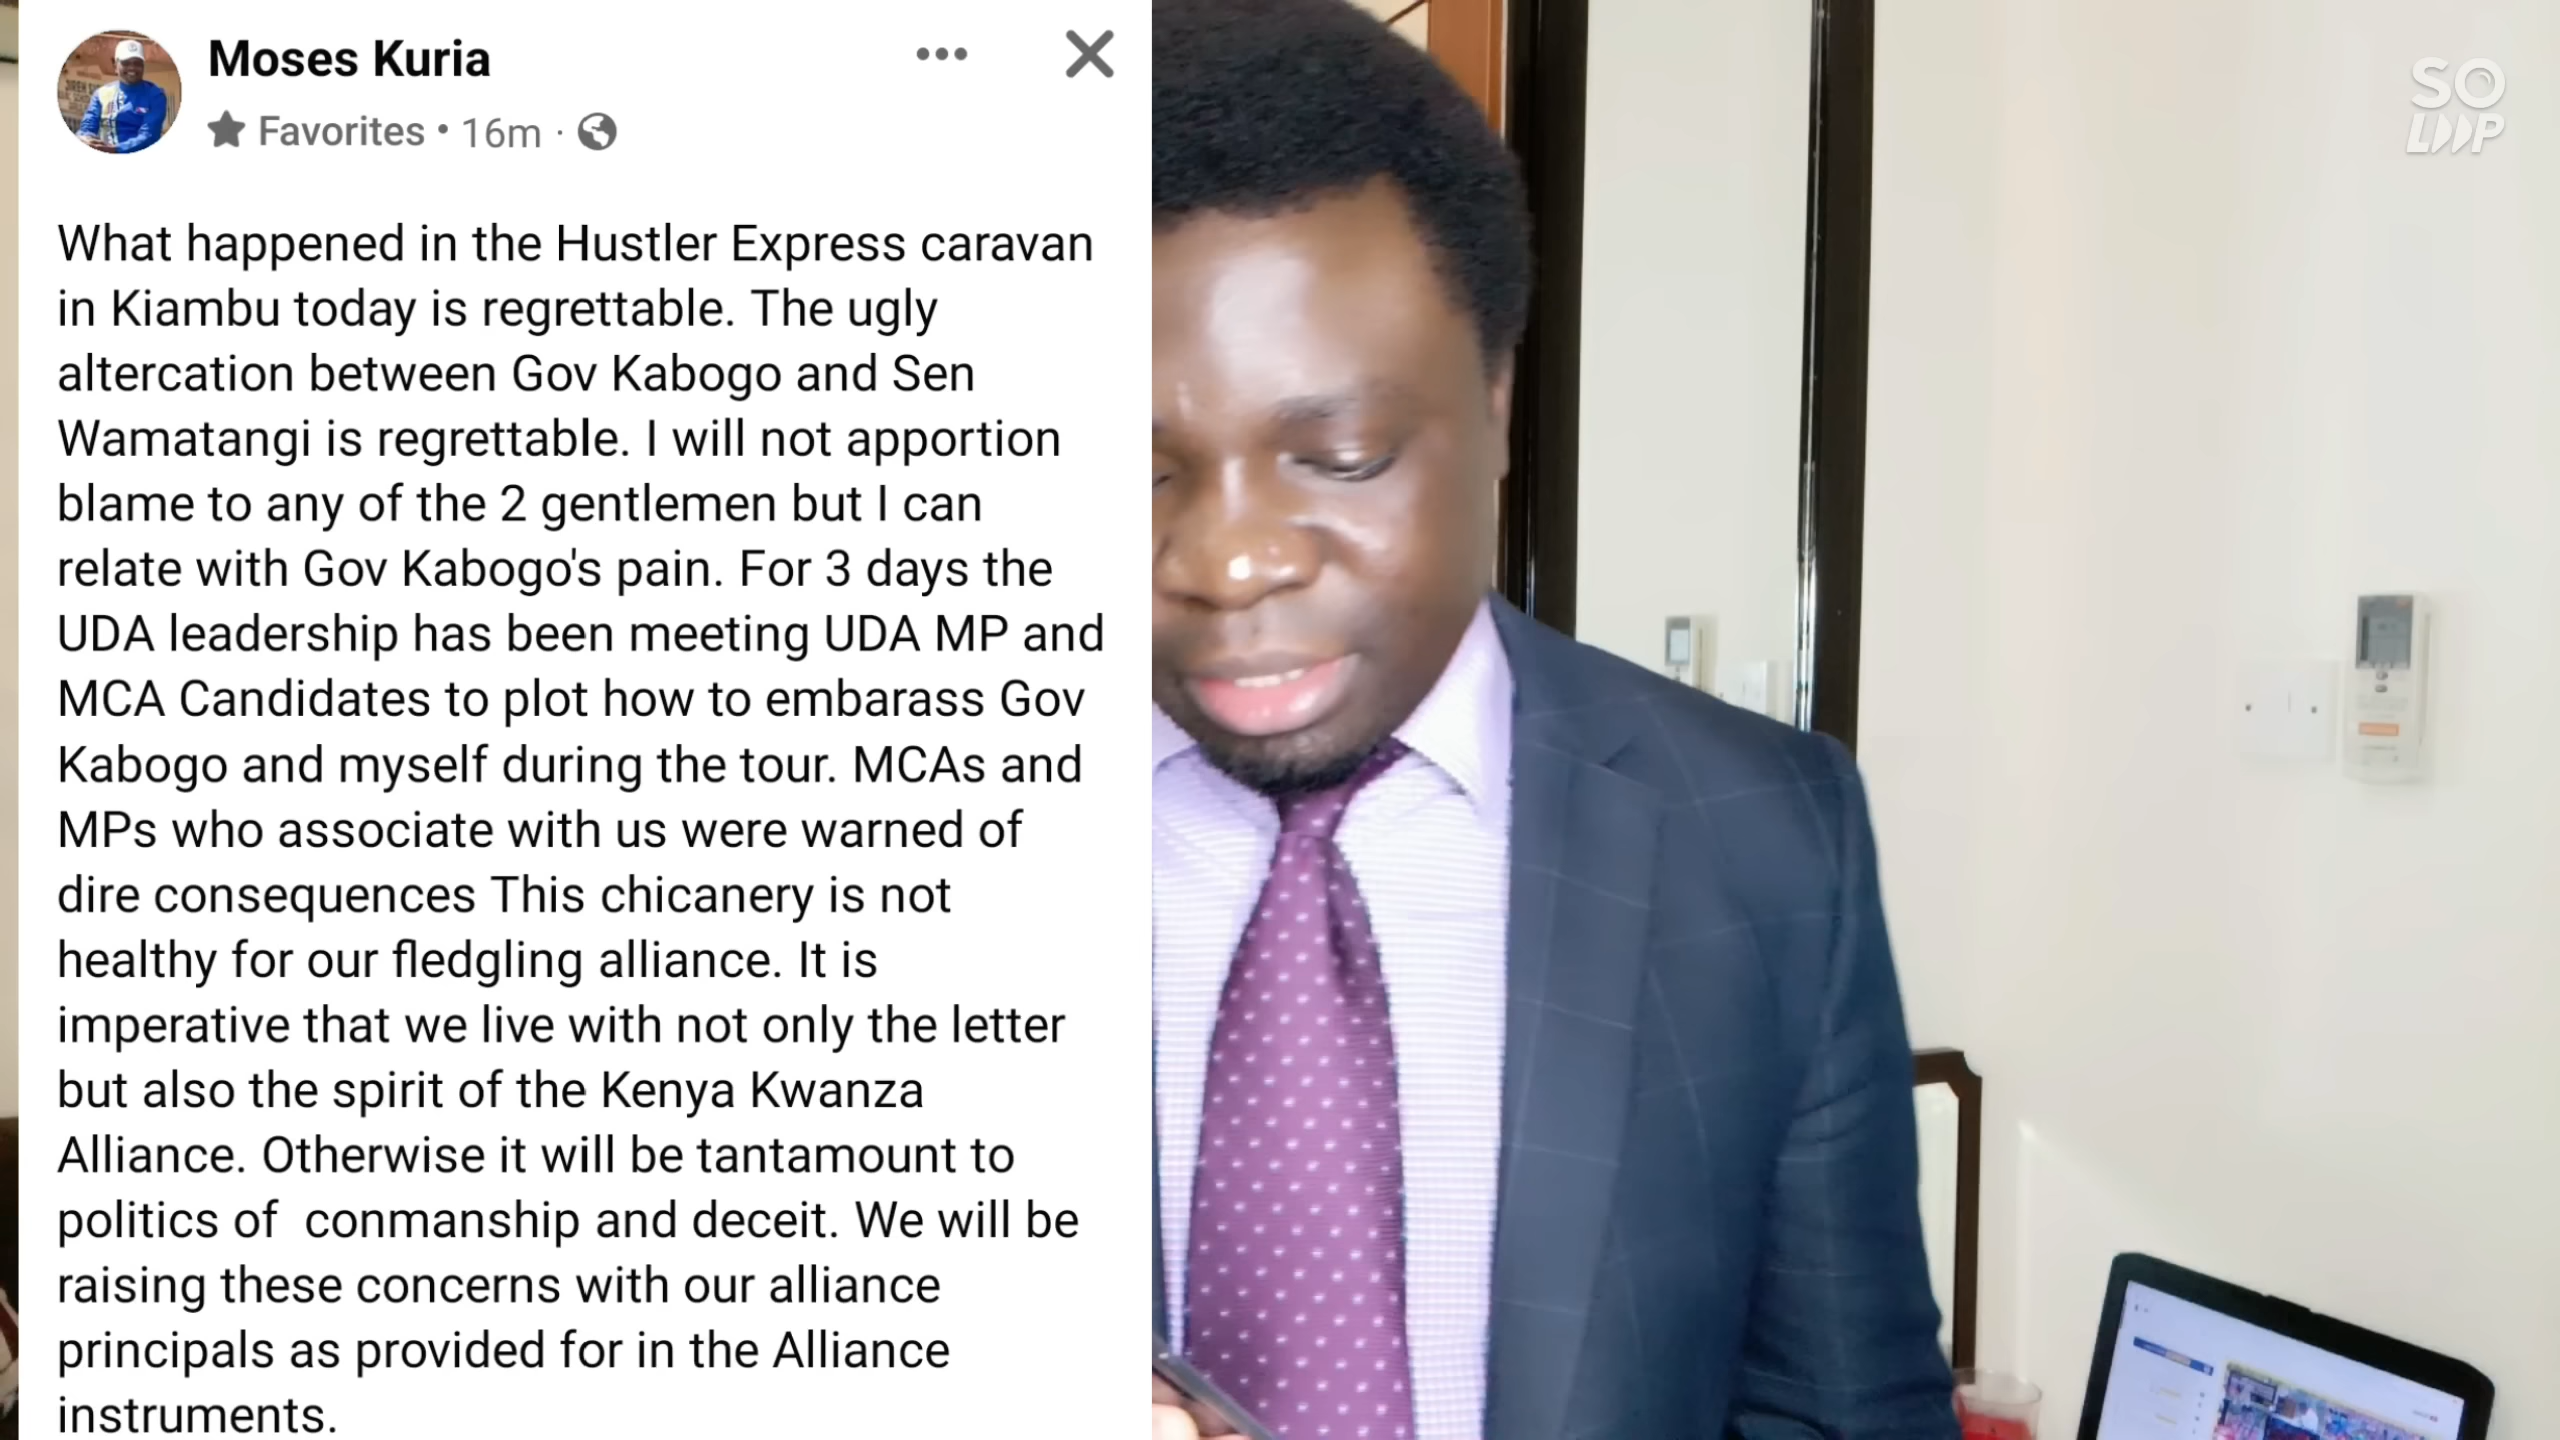 Moses Kuria
Favorites • 16m ·
What happened in the Hustler Express caravan
in Kiambu today is regrettable. The ugly
altercation between Gov Kabogo and Sen
Wamatangi is regrettable. I will not apportion
blame to any of the 2 gentlemen but I can
relate with Gov Kabogo's pain. For 3 days the
UDA leadership has been meeting UDA MP and
MCA Candidates to plot how to embarass Gov
Kabogo and myself during the tour. MCAs and
MPs who associate with us were warned of
dire consequences This chicanery is not
healthy for our fledgling alliance. It is
imperative that we live with not only the letter
but also the spirit of the Kenya Kwanza
Alliance. Otherwise it will be tantamount to
politics of  conmanship and deceit. We will be
raising these concerns with our alliance
principals as provided for in the Alliance
instruments.
SO
LOOP